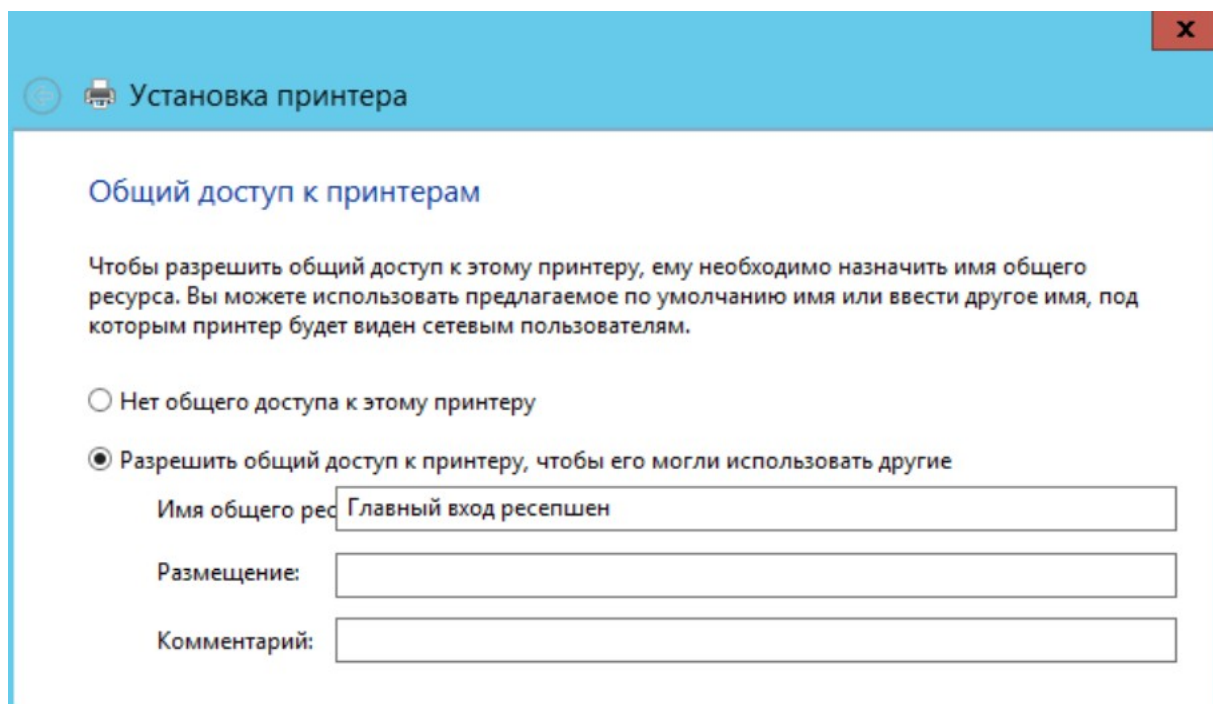 x
Установка принтера
Общий доступ к принтерам
Чтобы разрешить общий доступ к этому принтеру, ему необходимо назначить имя общего
ресурса. Вы можете использовать предлагаемое по умолчанию имя или ввести другое имя, под
которым принтер будет виден сетевым пользователям.
Нет общего доступа к этому принтеру
Разрешить общий доступ к принтеру, чтобы его могли использовать другие
Имя общего рес Главный вход ресепшен
Размещение:
Комментарий: